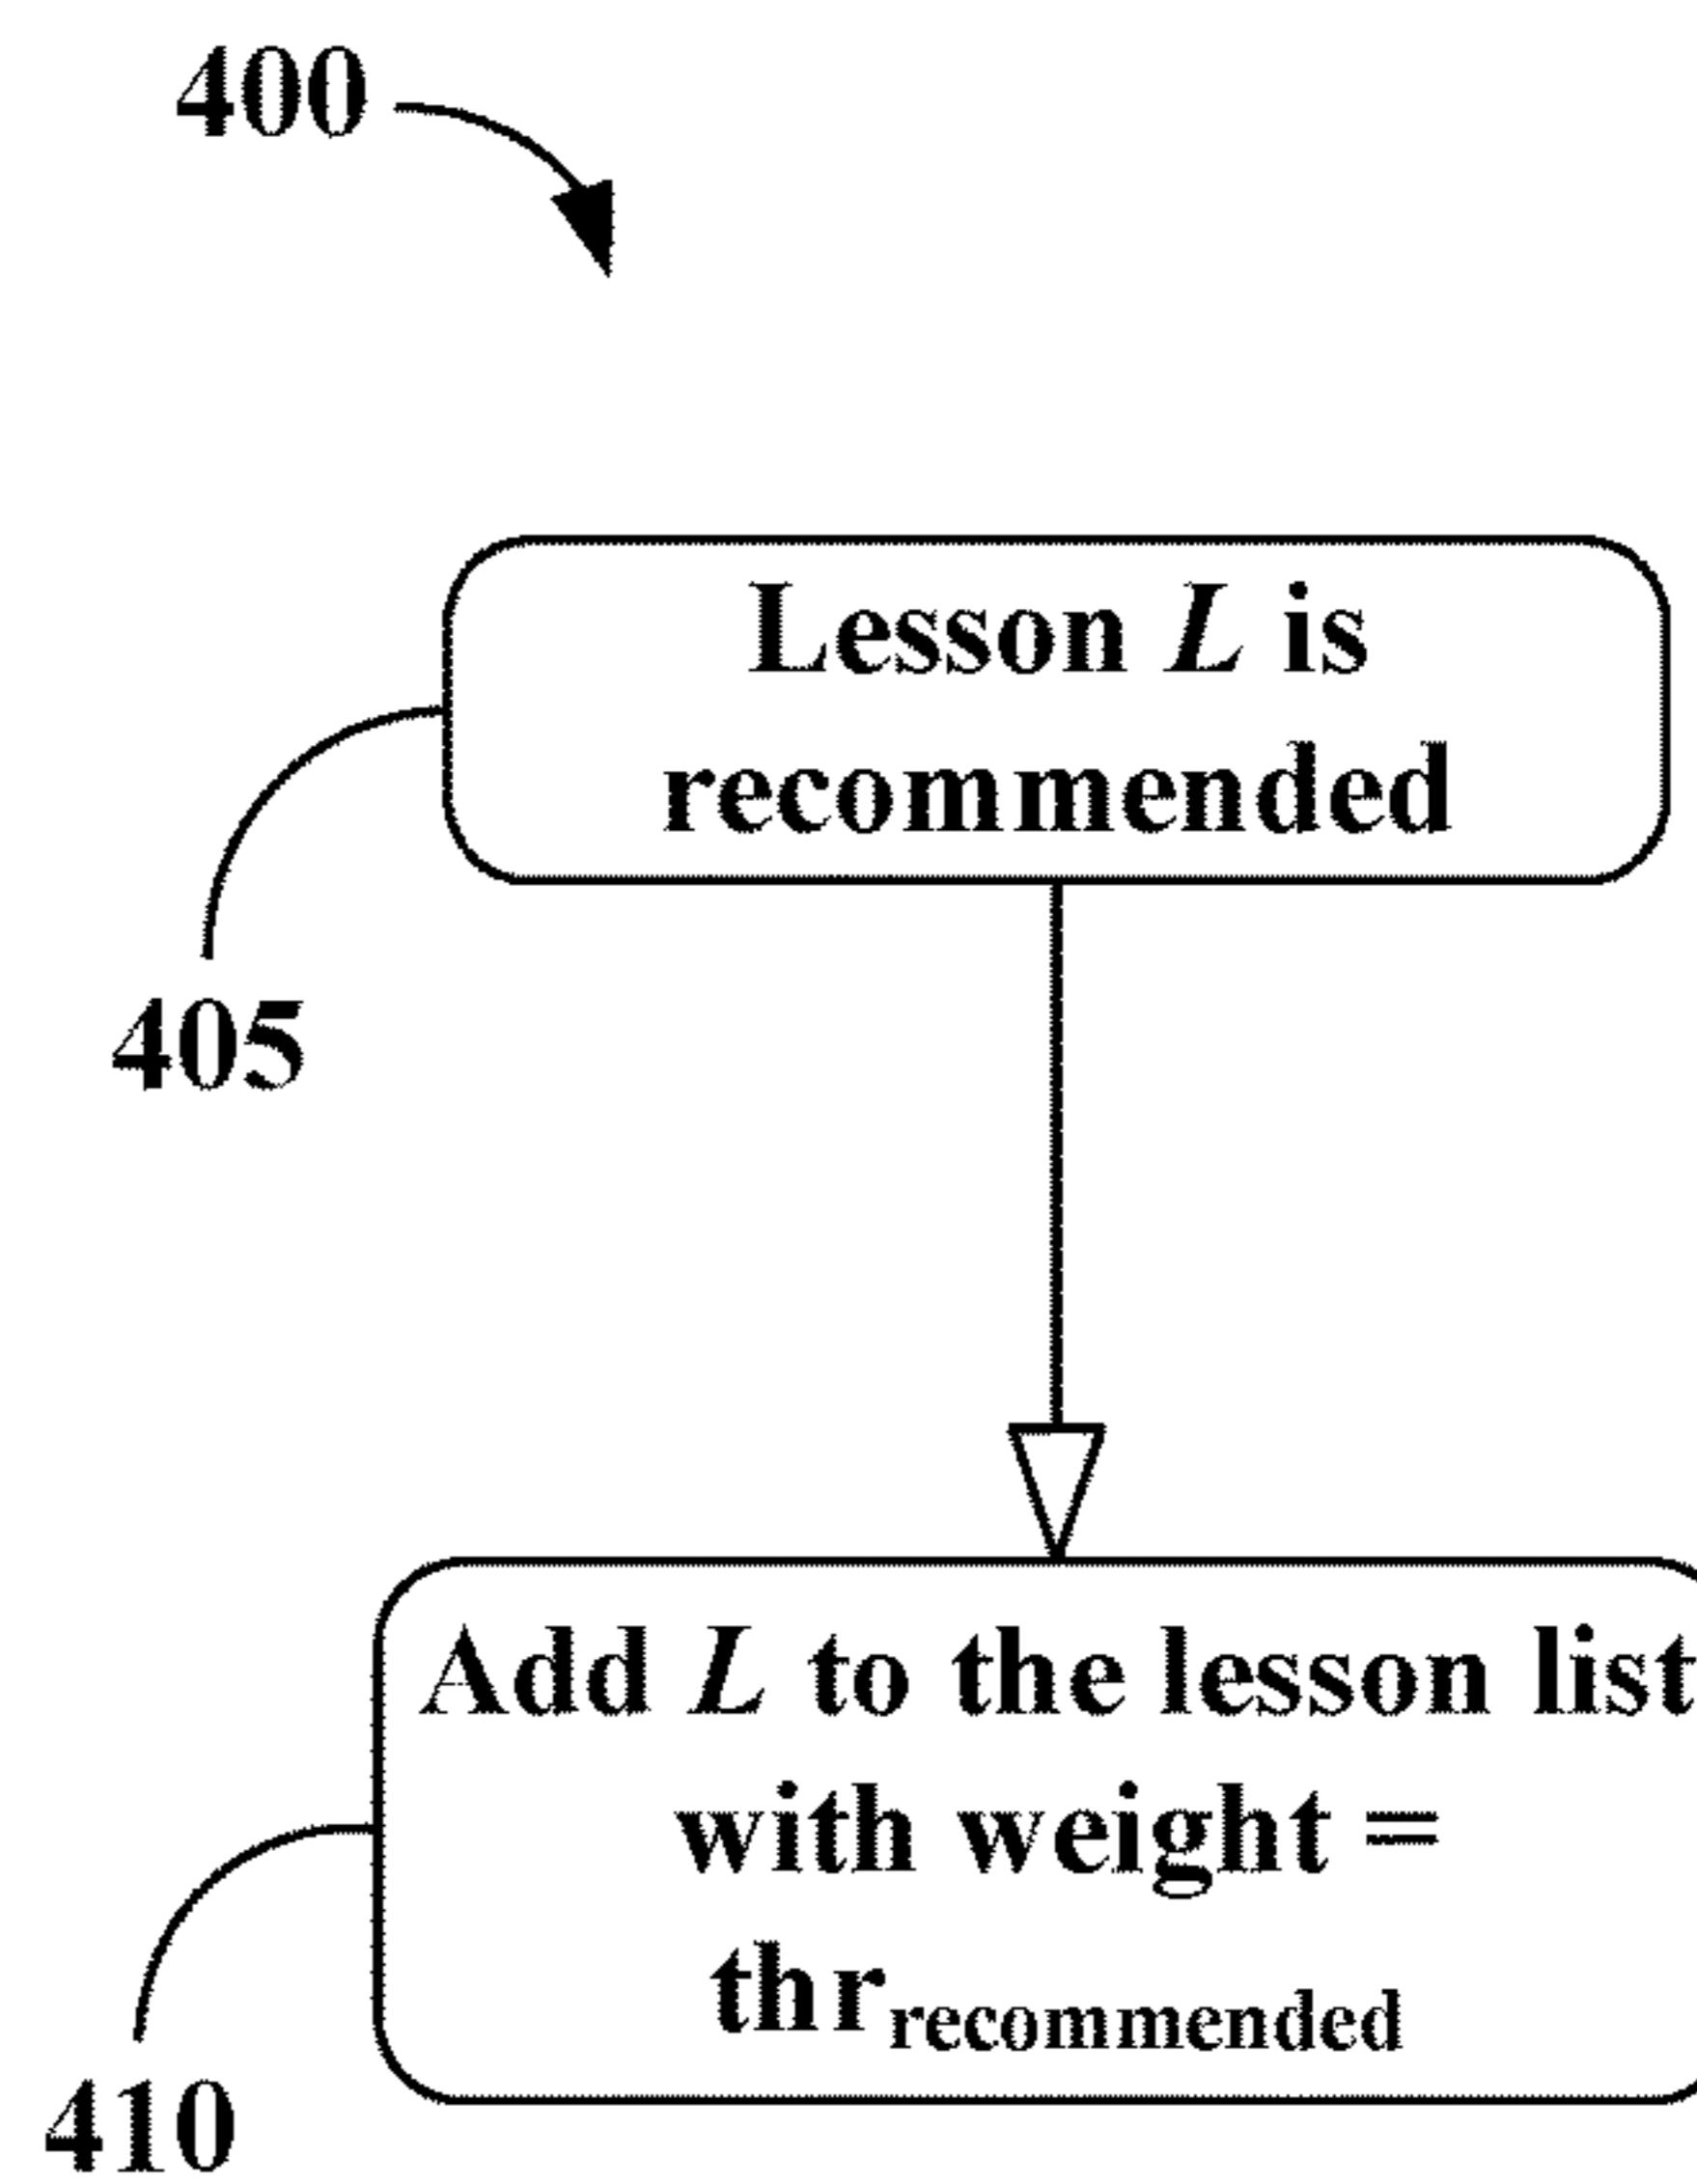 400
Lesson L is
recommended
405
Add L to the lesson list
with weight =
thrrecommended
410